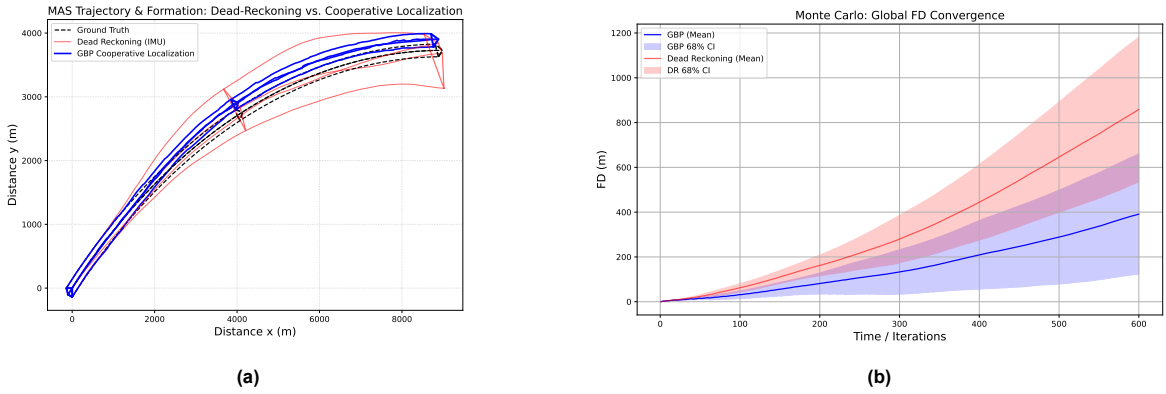 MAS Trajectory & Formation: Dead-Reckoning vs. Cooperative Localization
Ground Truth
Dead Reckoning (IMU)
GBP Cooperative Localization
4000
3000
2000
1000
0
Distance y (m)
0
2000
4000
6000
8000
Distance x (m)
(a)
Monte Carlo: Global FD Convergence
GBP (Mean)
GBP 68% CI
Dead Reckoning (Mean)
DR 68% CI
1200
1000
800
600
400
200
0
FD (m)
0
100
200
300
400
500
600
Time / Iterations
(b)